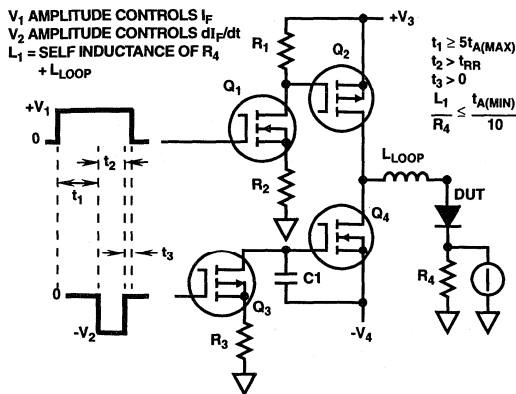 V1 AMPLITUDE CONTROLS IF
V2 AMPLITUDE CONTROLS dIF/dt
L1 = SELF INDUCTANCE OF R4
+ LLOOP
+V3
R1
Q2
t1 ≥ 5tA(MAX)
t2 > tRR
t3 > 0
L1/R4 ≤ tA(MIN)/10
Q1
+V1
0
t2
t1
t3
R2
LLOOP
DUT
Q4
R4
C1
0
-V2
Q3
R3
-V4